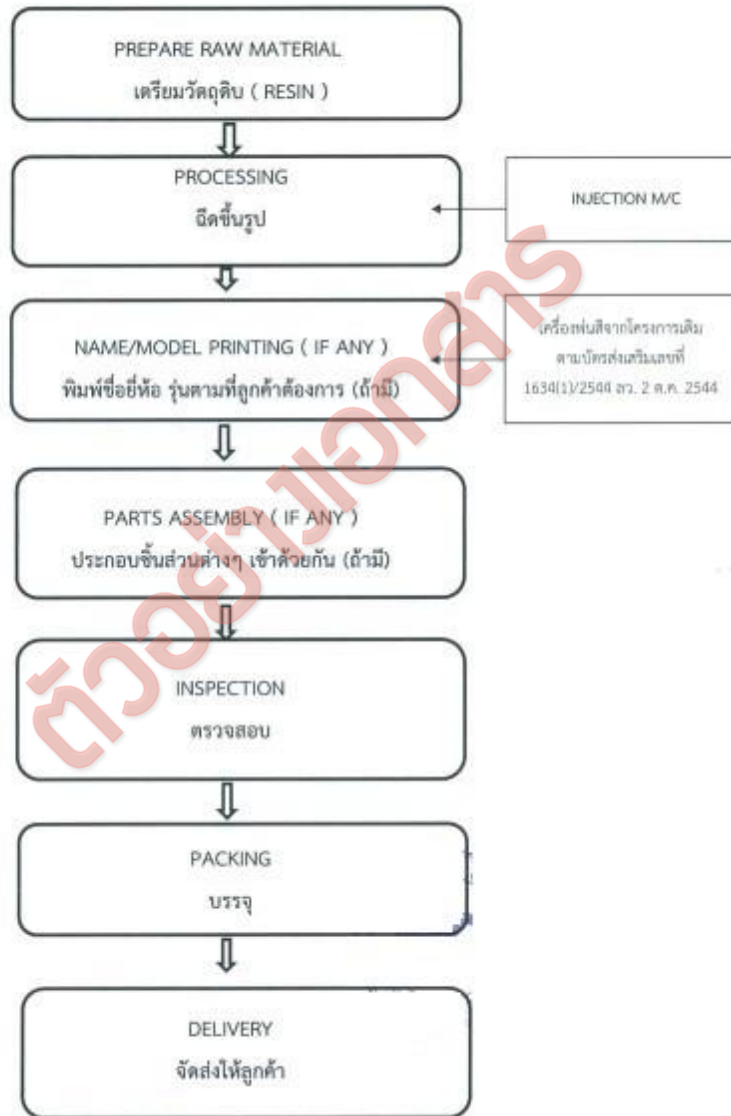 PREPARE RAW MATERIAL
เตรียมวัตถุดิบ ( RESIN )
PROCESSING
ฉีดขึ้นรูป
INJECTION M/C
NAME/MODEL PRINTING ( IF ANY )
พิมพ์ชื่อยี่ห้อ รุ่นตามที่ลูกค้าต้องการ (ถ้ามี)
เครื่องพ่นสีจากโครงการเดิม
ตามบัตรส่งเสริมเลขที่
1634(1)/2544 ลว. 2 ต.ค. 2544
PARTS ASSEMBLY ( IF ANY )
ประกอบชิ้นส่วนต่างๆ เข้าด้วยกัน (ถ้ามี)
INSPECTION
ตรวจสอบ
PACKING
บรรจุ
DELIVERY
จัดส่งให้ลูกค้า
ตัวอย่างเอกสาร